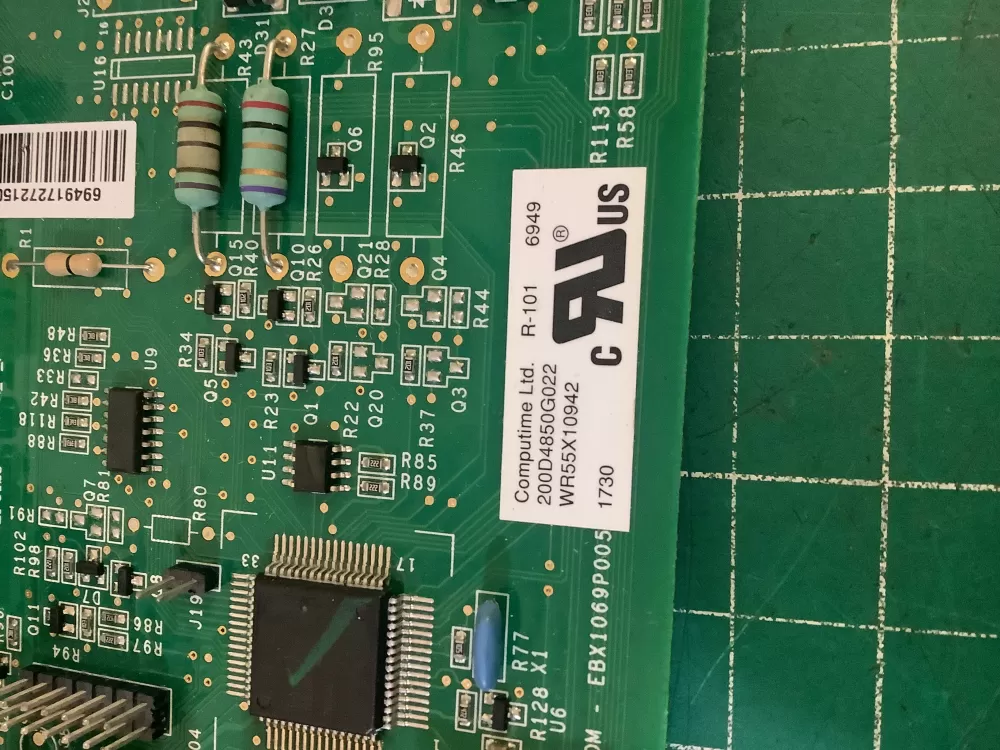 Computime Ltd. R-101 6949
200D4850G022
WR55X10942
1730
C US
®
EBX1069P005
694917272150
C100
U16
16
R43
D31
R27
R95
Q6
Q2
R46
R113
R58
R1
Q15
R40
Q10
R26
Q21
R28
Q4
R44
R34
Q5
R23
Q1
R22
Q20
R37
Q3
R48
R36
R33
R42
R118
R88
U9
U11
R85
R89
Q7
R81
R80
R91
R102
R98
D7
J19
Q11
R86
R97
R94
33
17
R77
X1
R128
U6